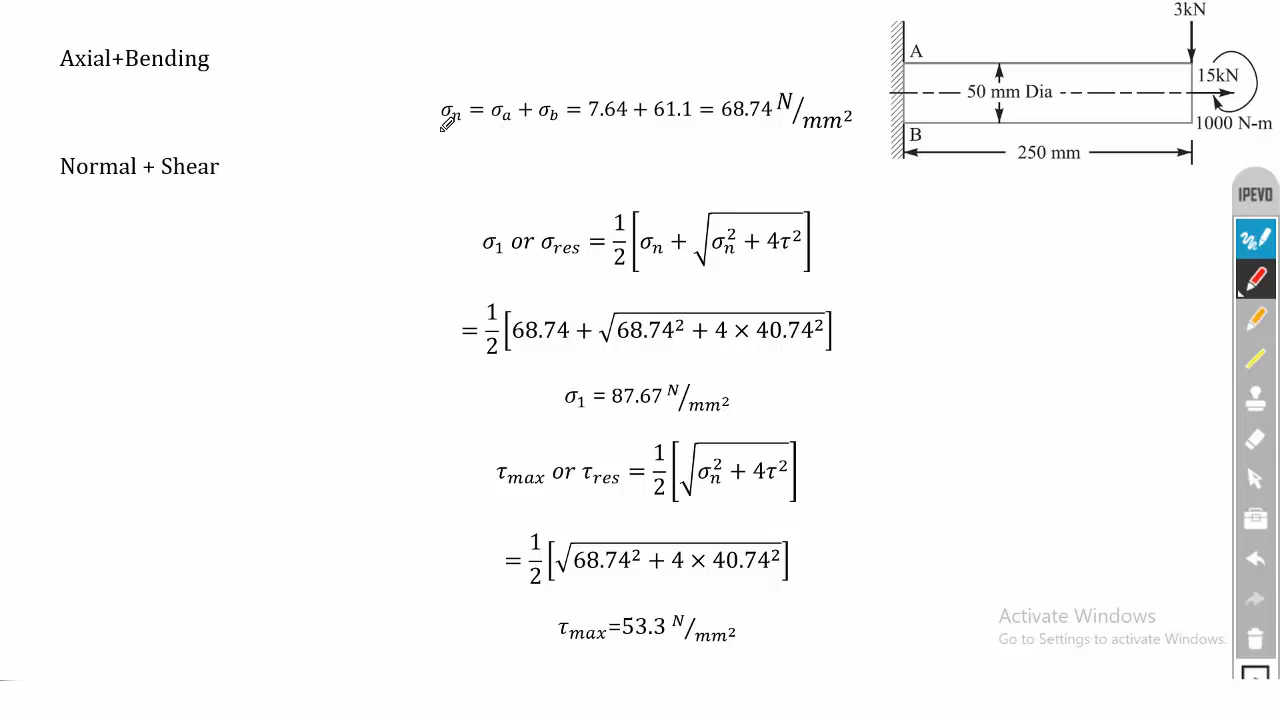 Axial+Bending
σn = σa + σb = 7.64 + 61.1 = 68.74 N/mm²
Normal + Shear
σ1 or σres = 1/2 [σn + √(σn² + 4τ²)]
= 1/2 [68.74 + √(68.74² + 4 × 40.74²)]
σ1 = 87.67 N/mm²
τmax or τres = 1/2 [√(σn² + 4τ²)]
= 1/2 [√(68.74² + 4 × 40.74²)]
τmax=53.3 N/mm²
3kN
A
15kN
50 mm Dia
1000 N-m
B
250 mm
IPEVO
Activate Windows
Go to Settings to activate Windows.